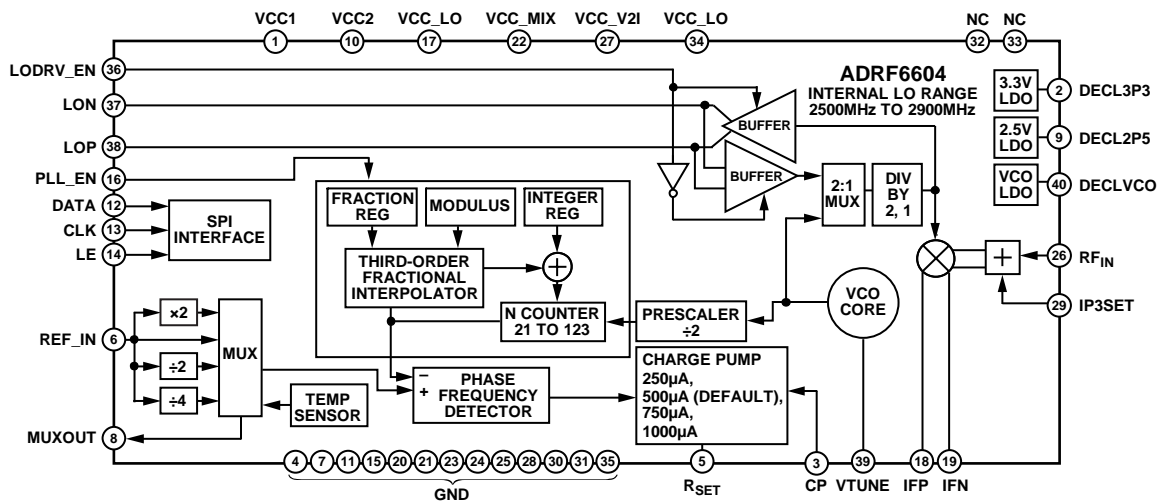 VCC1 VCC2 VCC_LO VCC_MIX VCC_V2I VCC_LO NC NC
1 10 17 22 27 34 32 33
LODRV_EN 36
LON 37
LOP 38
PLL_EN 16
DATA 12
CLK 13
LE 14
SPI
INTERFACE
REF_IN 6
×2
÷2
÷4
MUX
TEMP
SENSOR
MUXOUT 8
FRACTION
REG
MODULUS
INTEGER
REG
THIRD-ORDER
FRACTIONAL
INTERPOLATOR
+
N COUNTER
21 TO 123
PRESCALER
÷2
−
+
PHASE
FREQUENCY
DETECTOR
CHARGE PUMP
250µA,
500µA (DEFAULT),
750µA,
1000µA
BUFFER
BUFFER
2:1
MUX
DIV
BY
2, 1
VCO
CORE
ADRF6604
INTERNAL LO RANGE
2500MHz TO 2900MHz
3.3V
LDO
2 DECL3P3
2.5V
LDO
9 DECL2P5
VCO
LDO
40 DECLVCO
+
26 RFIN
29 IP3SET
4 7 11 15 20 21 23 24 25 28 30 31 35
GND
5 3 39 18 19
RSET CP VTUNE IFP IFN